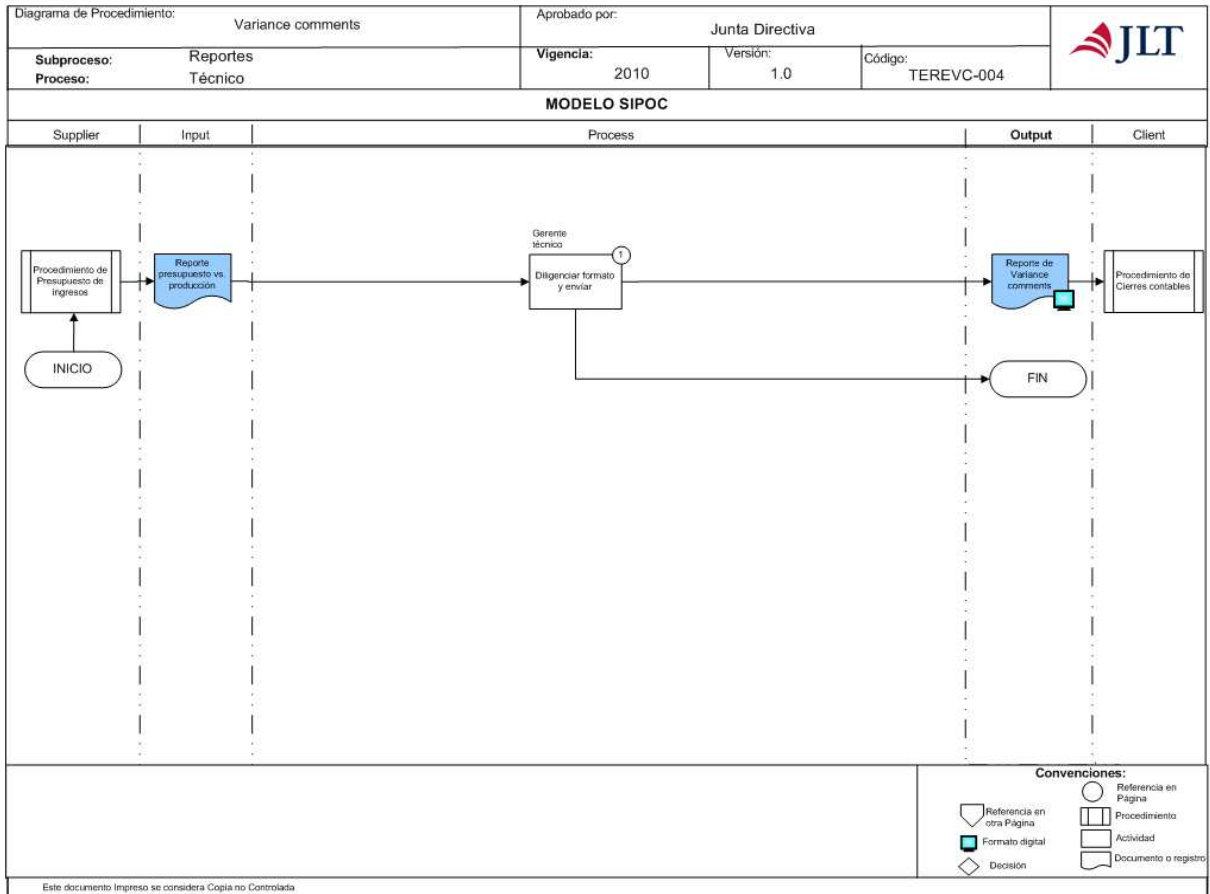 Diagrama de Procedimiento:
Variance comments
Aprobado por:
Junta Directiva
JLT
Subproceso:
Reportes
Proceso:
Técnico
Vigencia:
2010
Versión:
1.0
Código:
TEREVC-004
MODELO SIPOC
Supplier
Input
Process
Output
Client
Procedimiento de
Presupuesto de
ingresos
INICIO
Reporte
presupuesto vs.
producción
Gerente
técnico
1
Diligenciar formato
y enviar
Reporte de
Variance
comments
FIN
Procedimiento de
Cierres contables
Convenciones:
Referencia en
Página
Referencia en
otra Página
Procedimiento
Formato digital
Actividad
Decisión
Documento o registro
Este documento Impreso se considera Copia no Controlada